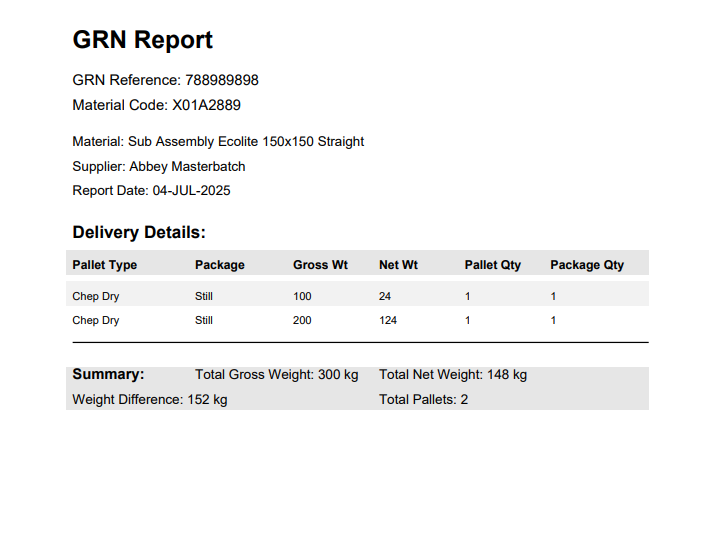 GRN Report
GRN Reference: 788989898
Material Code: X01A2889
Material: Sub Assembly Ecolite 150x150 Straight
Supplier: Abbey Masterbatch
Report Date: 04-JUL-2025
Delivery Details:
Pallet Type Package Gross Wt Net Wt Pallet Qty Package Qty
Chep Dry Still 100 24 1 1
Chep Dry Still 200 124 1 1
Summary: Total Gross Weight: 300 kg Total Net Weight: 148 kg
Weight Difference: 152 kg Total Pallets: 2